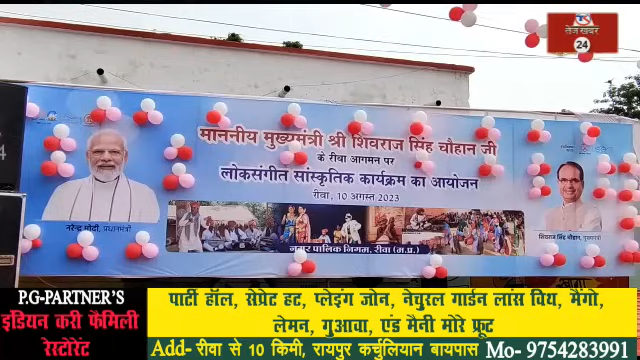 तेज खबर
24
माननीय मुख्यमंत्री श्री शिवराज सिंह चौहान जी
के रीवा आगमन पर
लोकसंगीत सांस्कृतिक कार्यक्रम का आयोजन
रीवा, 10 अगस्त 2023
नरेन्द्र मोदी, प्रधानमंत्री
शिवराज सिंह चौहान, मुख्यमंत्री
नगर पालिक निगम, रीवा (म.प्र.)
P.G-PARTNER'S
इंडियन करी फैमिली
रेस्टोरेंट
पार्टी हॉल, सेप्रेट हट, प्लेइंग जोन, नेचुरल गार्डन लांस विथ, मैंगो,
लेमन, गुआवा, एंड मैनी मोरे फ्रूट
Add- रीवा से 10 किमी, रायपुर कर्चुलियान बायपास Mo- 9754283991